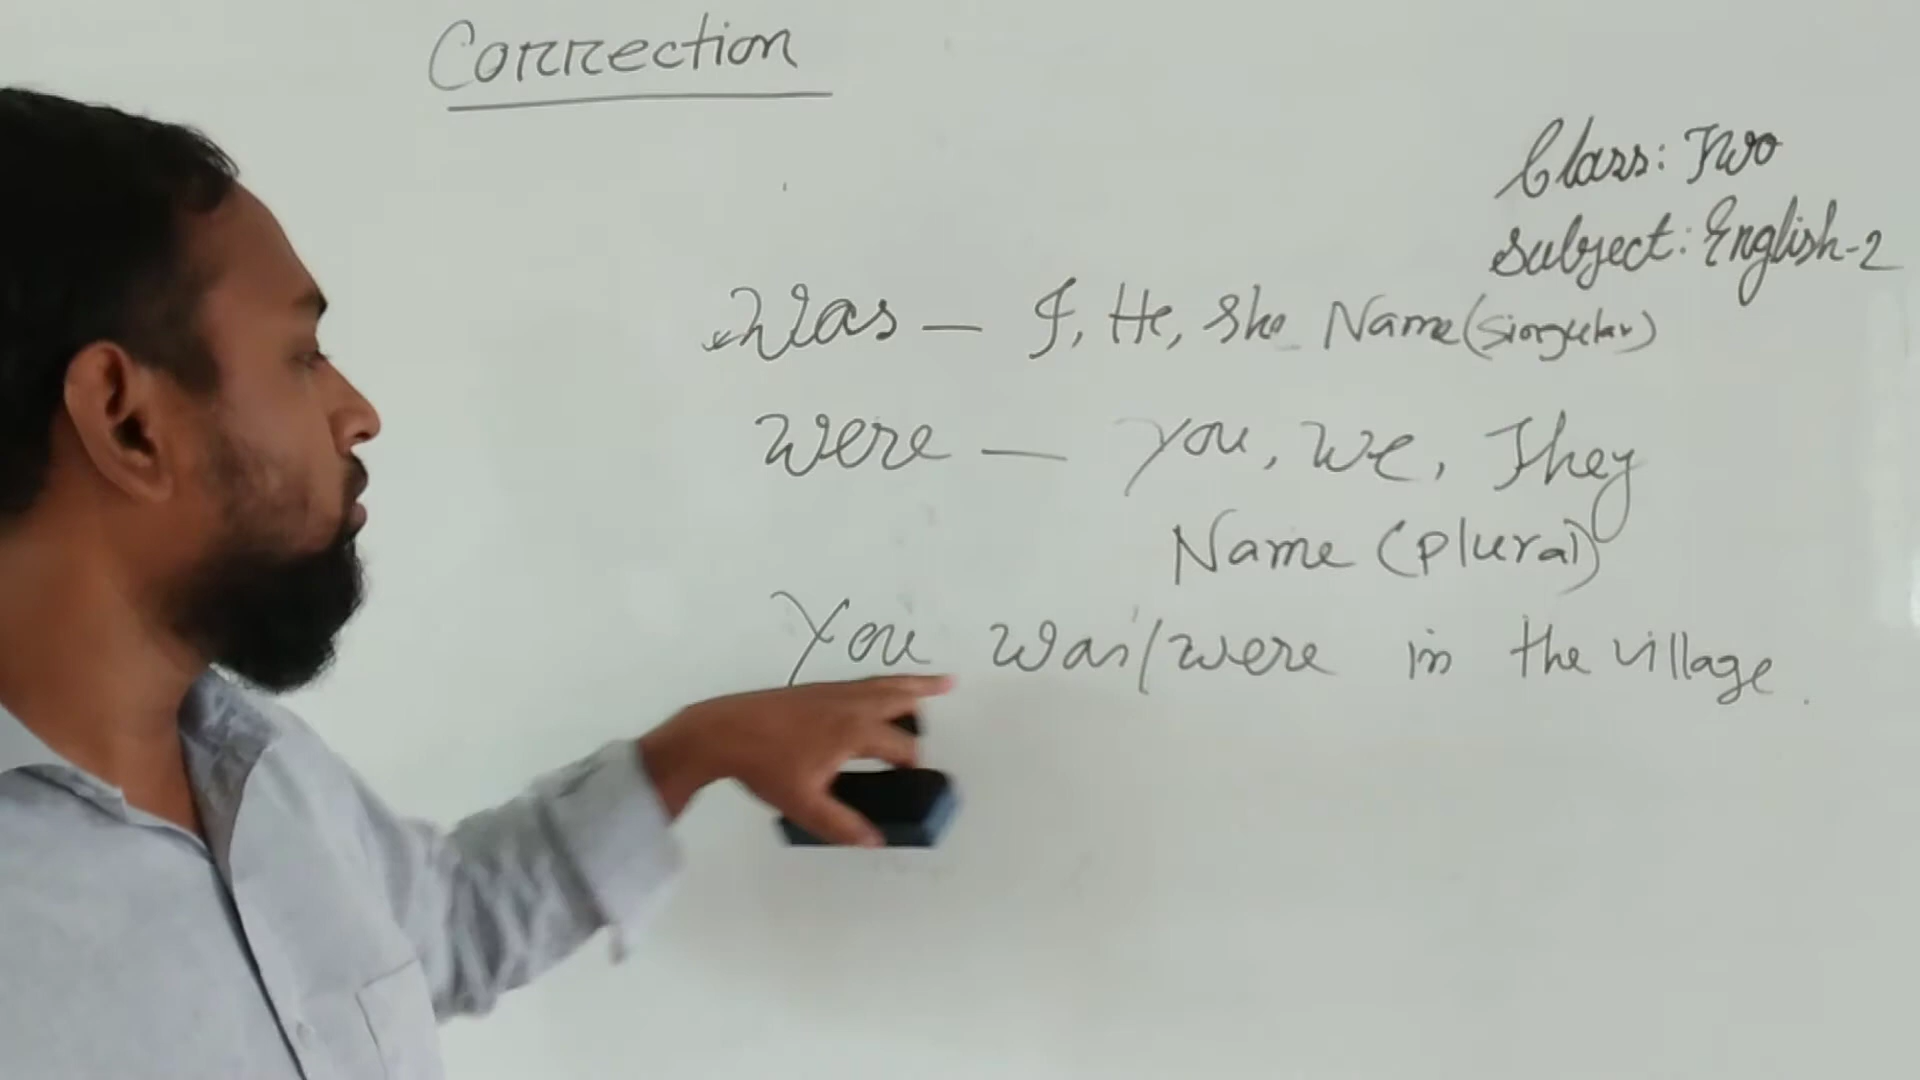 Correction
Class: Two
Subject: English-2
Was — I, He, She Name (Singular)
were — You, We, They
Name (plural)
You was/were in the village.